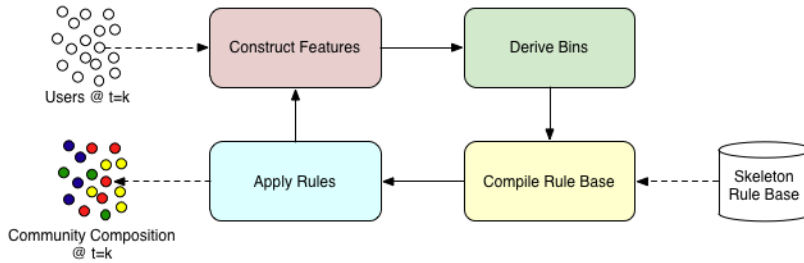 Construct Features
Derive Bins
Users @ t=k
Apply Rules
Compile Rule Base
Skeleton
Rule Base
Community Composition
@ t=k